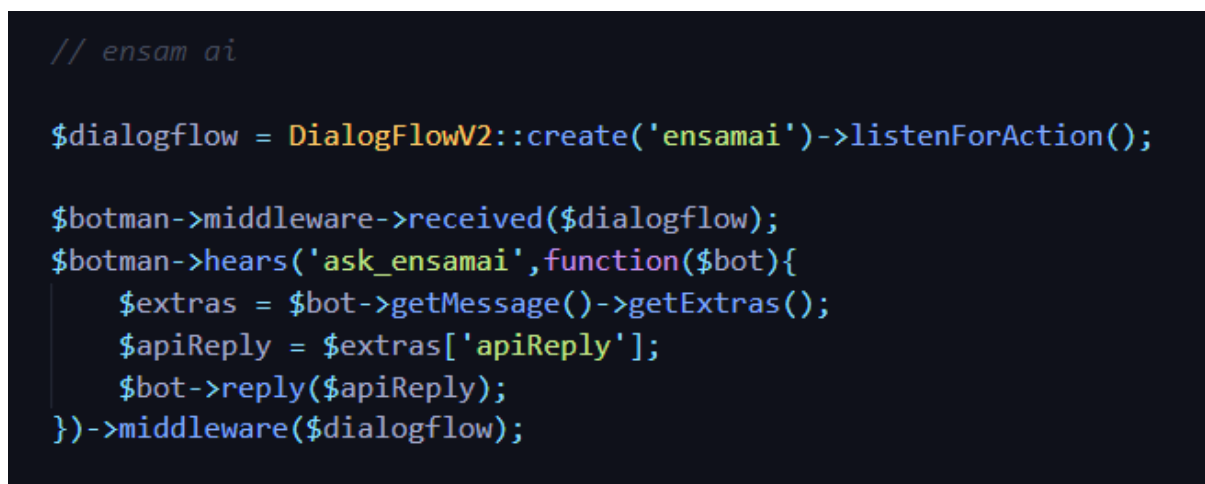 // ensam ai
$dialogflow = DialogFlowV2::create('ensamai')->listenForAction();
$botman->middleware->received($dialogflow);
$botman->hears('ask_ensamai',function($bot){
    $extras = $bot->getMessage()->getExtras();
    $apiReply = $extras['apiReply'];
    $bot->reply($apiReply);
})->middleware($dialogflow);